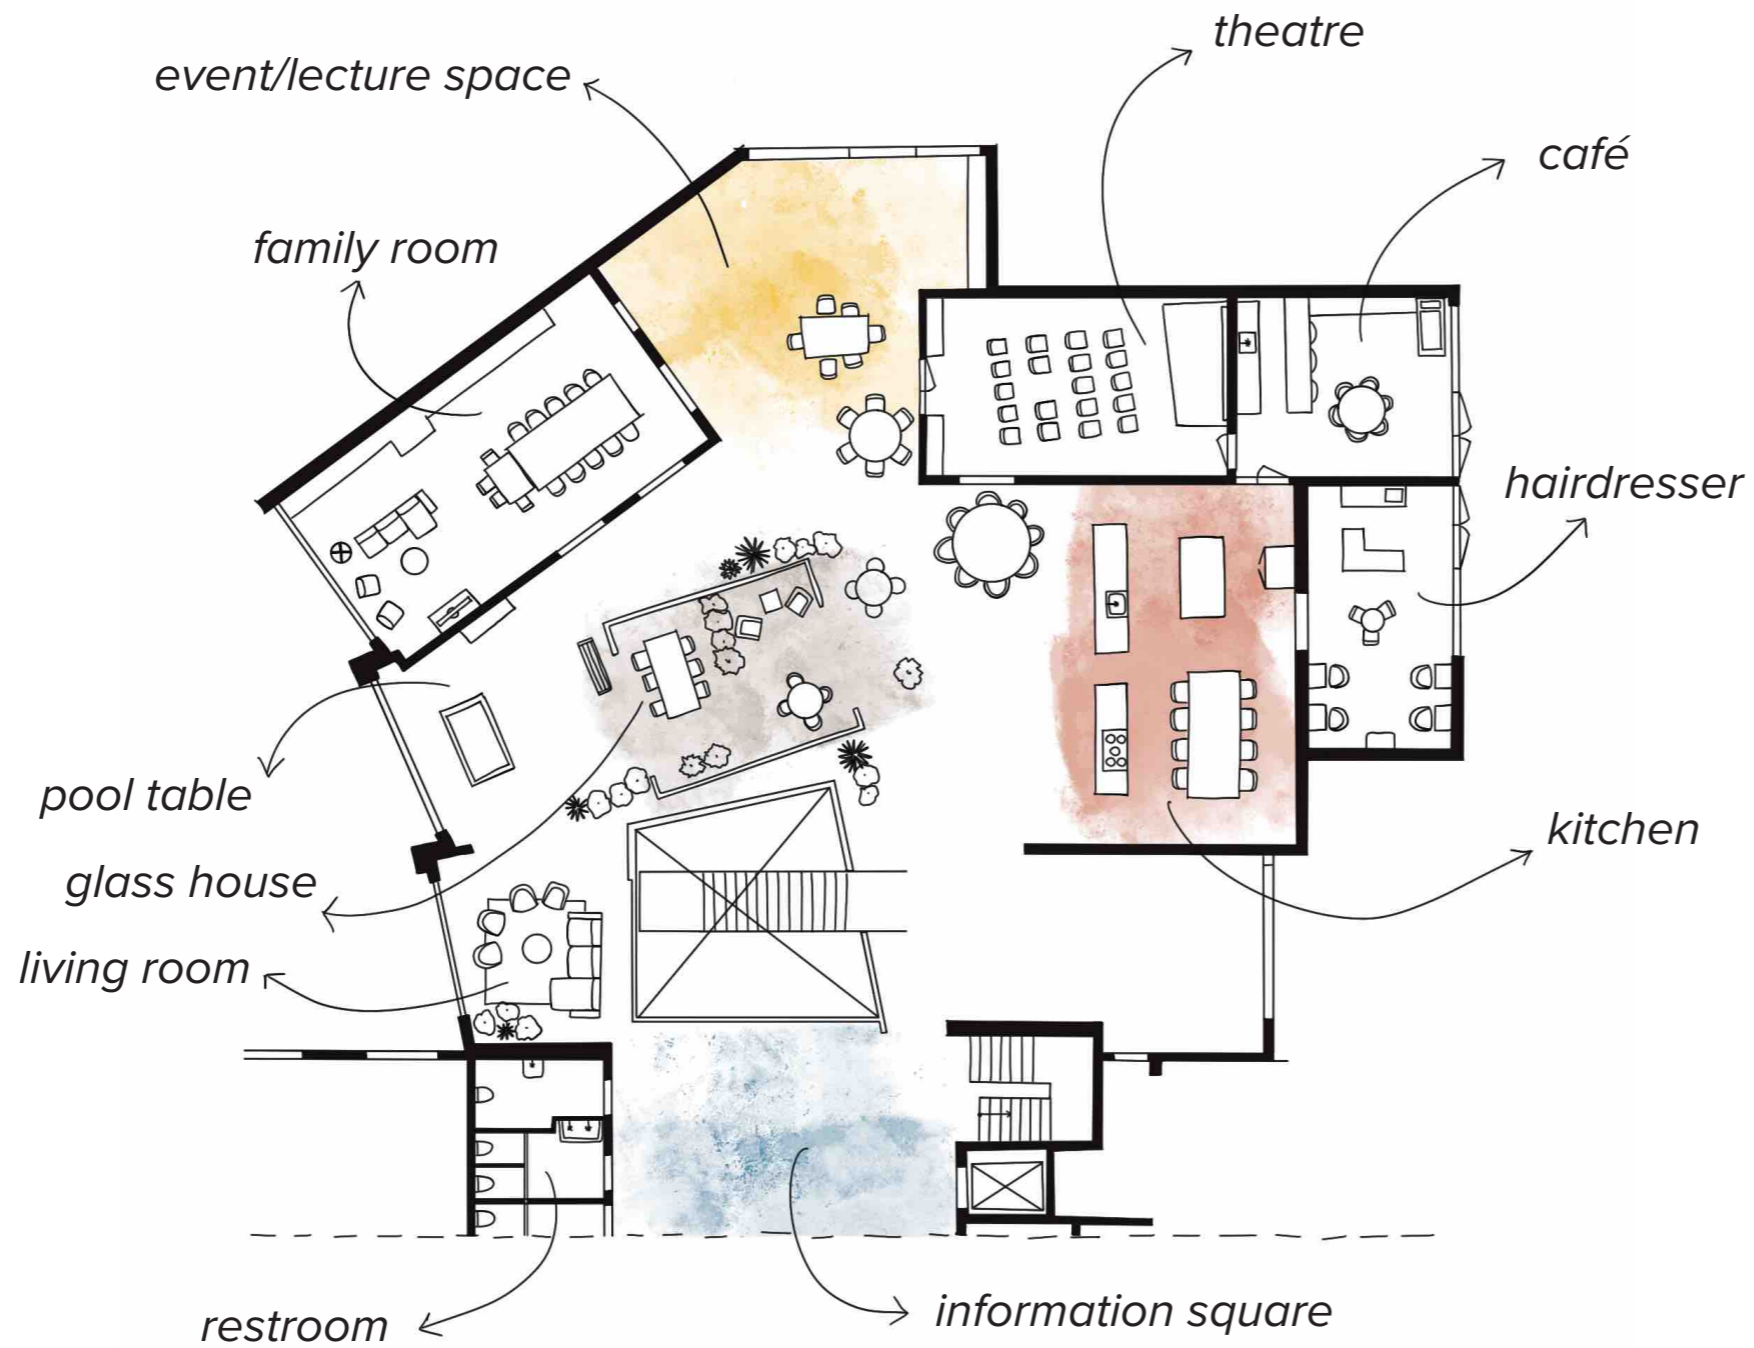 theatre
event/lecture space
café
family room
hairdresser
pool table
kitchen
glass house
living room
information square
restroom